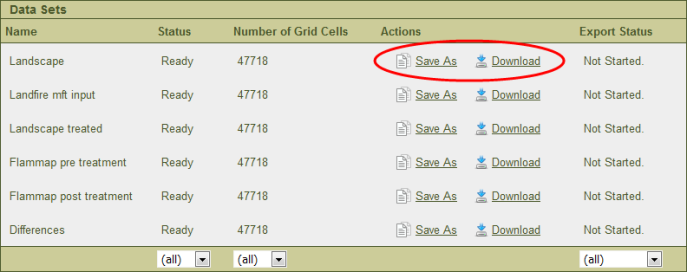 Data Sets
Name Status Number of Grid Cells Actions Export Status
Landscape Ready 47718 Save As Download Not Started.
Landfire mft input Ready 47718 Save As Download Not Started.
Landscape treated Ready 47718 Save As Download Not Started.
Flammap pre treatment Ready 47718 Save As Download Not Started.
Flammap post treatment Ready 47718 Save As Download Not Started.
Differences Ready 47718 Save As Download Not Started.
(all) (all) (all)